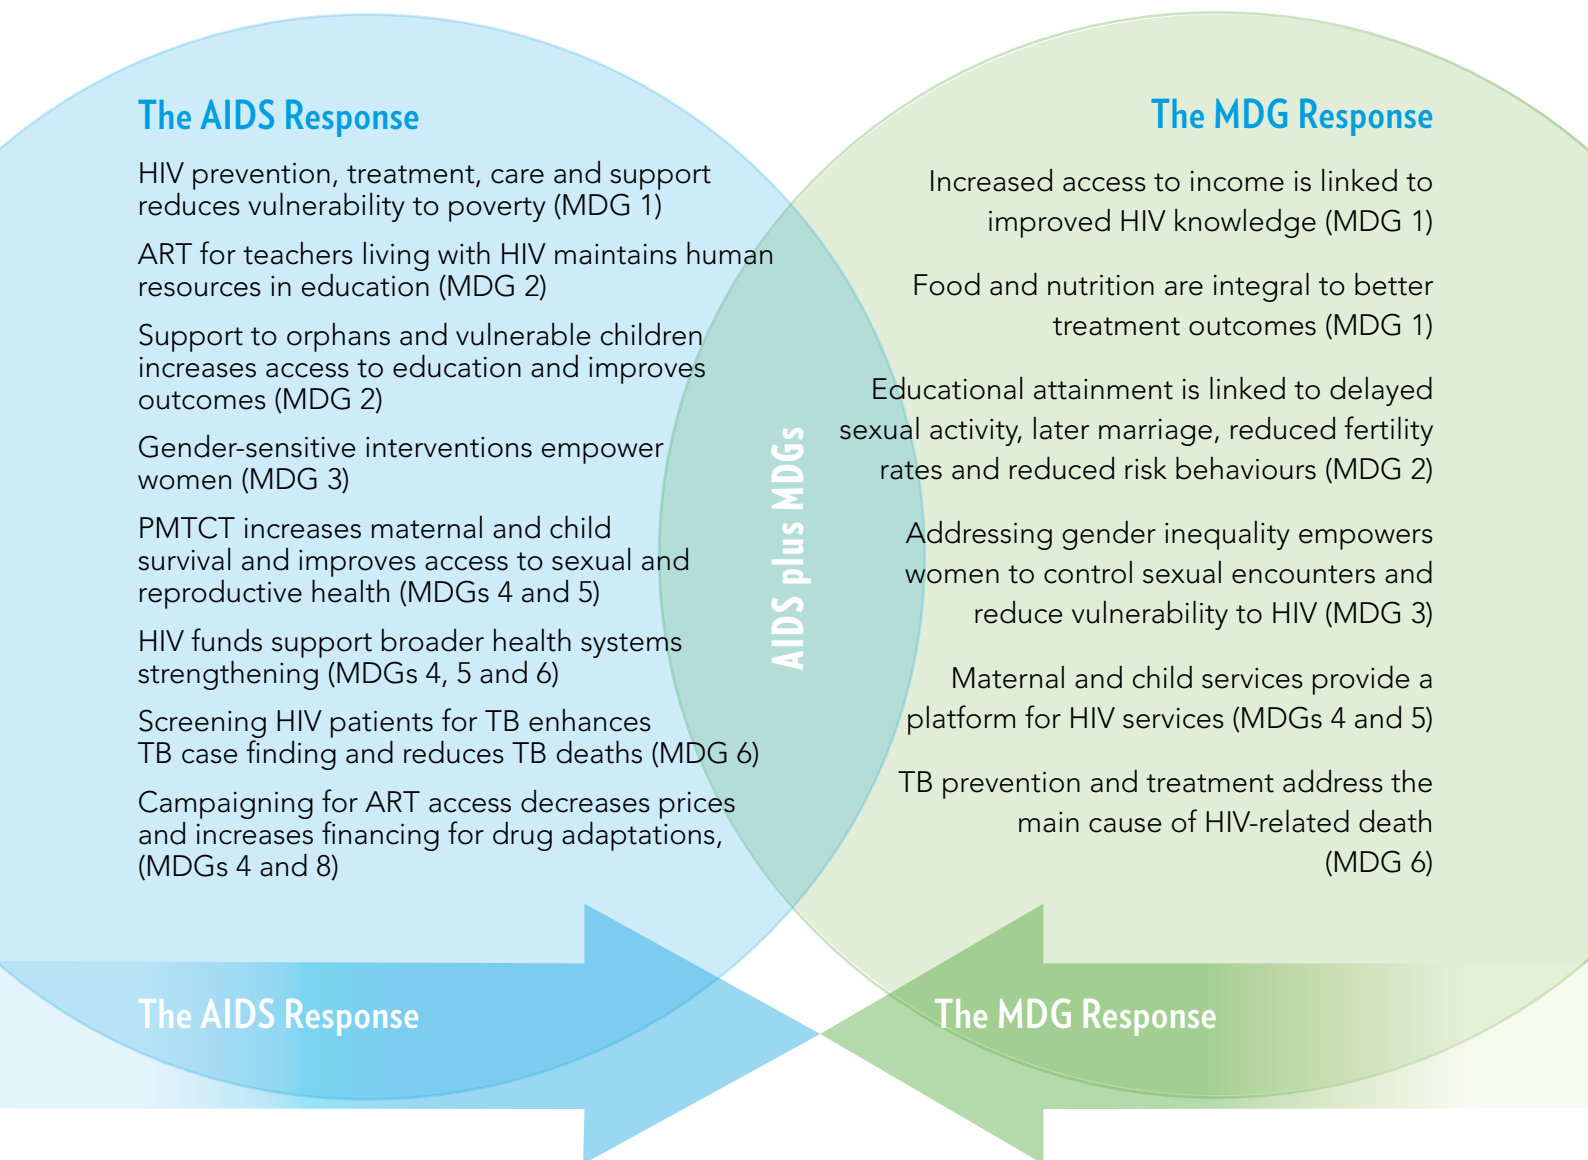 The AIDS Response
HIV prevention, treatment, care and support
reduces vulnerability to poverty (MDG 1)
ART for teachers living with HIV maintains human
resources in education (MDG 2)
Support to orphans and vulnerable children
increases access to education and improves
outcomes (MDG 2)
Gender-sensitive interventions empower
women (MDG 3)
PMTCT increases maternal and child
survival and improves access to sexual and
reproductive health (MDGs 4 and 5)
HIV funds support broader health systems
strengthening (MDGs 4, 5 and 6)
Screening HIV patients for TB enhances
TB case finding and reduces TB deaths (MDG 6)
Campaigning for ART access decreases prices
and increases financing for drug adaptations,
(MDGs 4 and 8)
AIDS plus MDGs
The MDG Response
Increased access to income is linked to
improved HIV knowledge (MDG 1)
Food and nutrition are integral to better
treatment outcomes (MDG 1)
Educational attainment is linked to delayed
sexual activity, later marriage, reduced fertility
rates and reduced risk behaviours (MDG 2)
Addressing gender inequality empowers
women to control sexual encounters and
reduce vulnerability to HIV (MDG 3)
Maternal and child services provide a
platform for HIV services (MDGs 4 and 5)
TB prevention and treatment address the
main cause of HIV-related death
(MDG 6)
The AIDS Response
The MDG Response